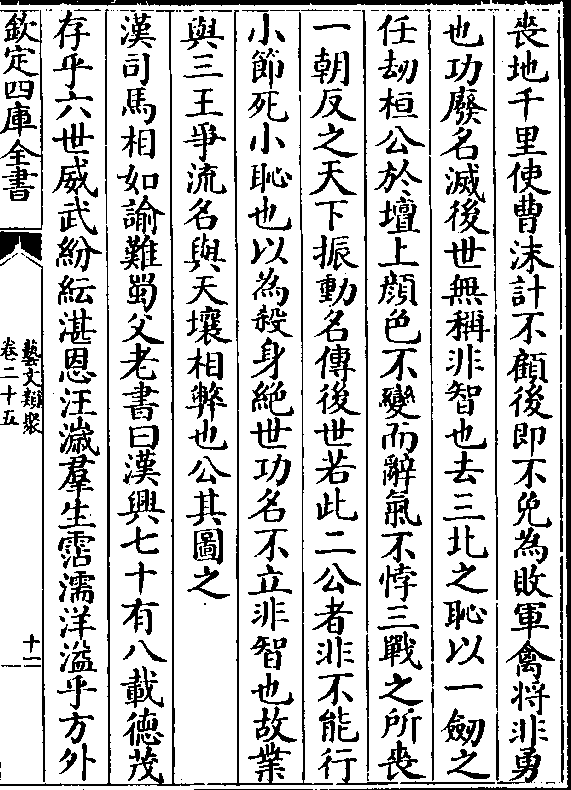 喪地千里使曹沫計不顧後即不免為敗軍禽將非勇
也功廢名滅後世無稱非智也去三北之恥以一劒之
任劫桓公於壇上顔色不變而辭氣不悖三戰之所喪
一朝反之天下振動名傳後世若此二公者非不能行
小節死小恥也以為殺身絶世功名不立非智也故業
與三王爭流名與天壤相弊也公其圖之
漢司馬相如諭難蜀父老書曰漢興七十有八載德茂
存乎六世威武紛紜湛恩汪濊羣生霑濡洋溢乎方外
欽定四庫全書
藝文類聚
卷二十五
十一